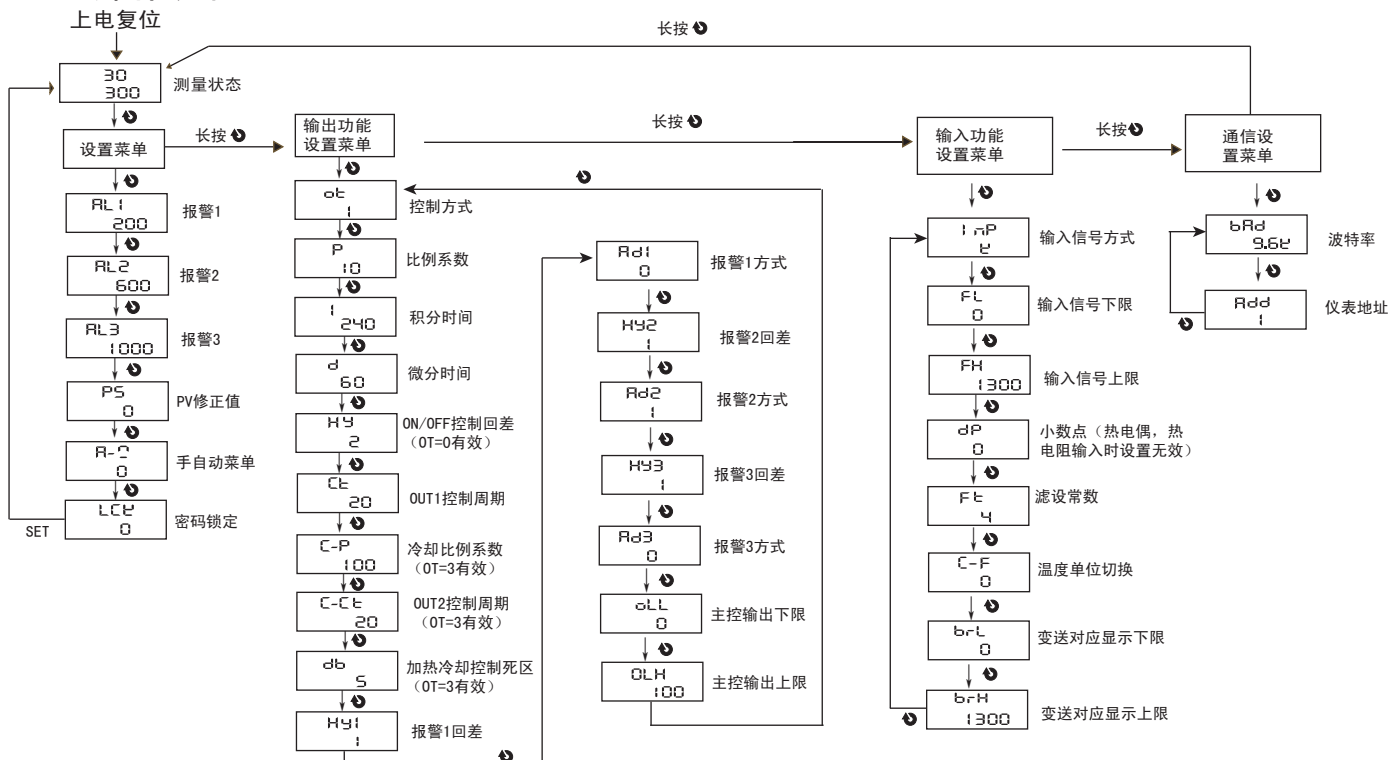 上电复位
长按
30
300
测量状态
设置菜单
长按
输出功能
设置菜单
长按
输入功能
设置菜单
长按
通信设
置菜单
AL1
200
报警1
AL2
600
报警2
AL3
1000
报警3
PS
0
PV修正值
0
手自动菜单
LCK
0
密码锁定
SET
ot
1
控制方式
P
10
比例系数
I
240
积分时间
d
60
微分时间
HY
2
ON/OFF控制回差
（OT=0有效）
Ct
20
OUT1控制周期
C-P
100
冷却比例系数
（OT=3有效）
C-Ct
20
OUT2控制周期
（OT=3有效）
db
5
加热冷却控制死区
（OT=3有效）
HY1
1
报警1回差
Ad1
0
报警1方式
HY2
1
报警2回差
Ad2
1
报警2方式
HY3
1
报警3回差
Ad3
0
报警3方式
oLL
0
主控输出下限
OLH
100
主控输出上限
InP
K
输入信号方式
FL
0
输入信号下限
FH
1300
输入信号上限
dP
0
小数点（热电偶，热
电阻输入时设置无效）
Ft
4
滤设常数
C-F
0
温度单位切换
brL
0
变送对应显示下限
brH
1300
变送对应显示上限
bAd
9.6K
波特率
Add
1
仪表地址